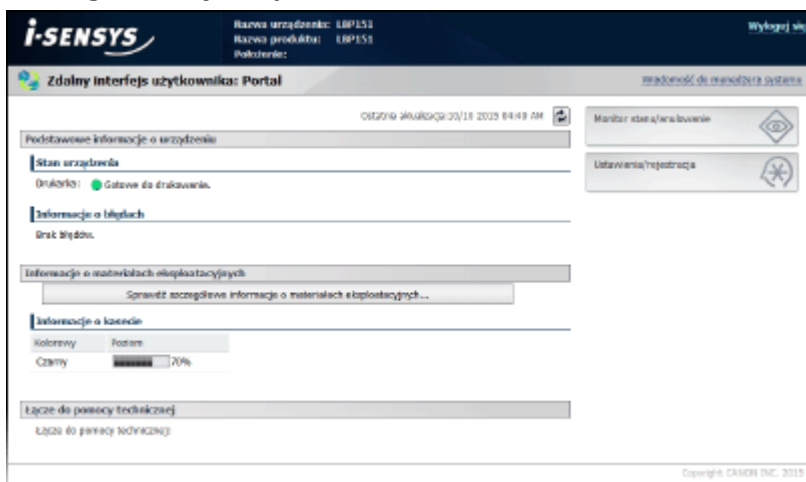 i-SENSYS
Nazwa urządzenia: LBP151
Nazwa produktu: LBP151
Położenie:
Wyloguj się
Zdalny interfejs użytkownika: Portal
Wiadomość do menedżera systemu
Ostatnia aktualizacja:10/10 2015 04:40 AM
Monitor stanu/anulowanie
Podstawowe informacje o urządzeniu
Stan urządzenia
Ustawienia/rejestracja
Drukarka: Gotowe do drukowania.
Informacje o błędach
Brak błędów.
Informacje o materiałach eksploatacyjnych
Sprawdź szczegółowe informacje o materiałach eksploatacyjnych...
Informacje o kasecie
Kolorowy Poziom
Czarny 70%
Łącze do pomocy technicznej
Łącze do pomocy technicznej:
Copyright CANON INC. 2015